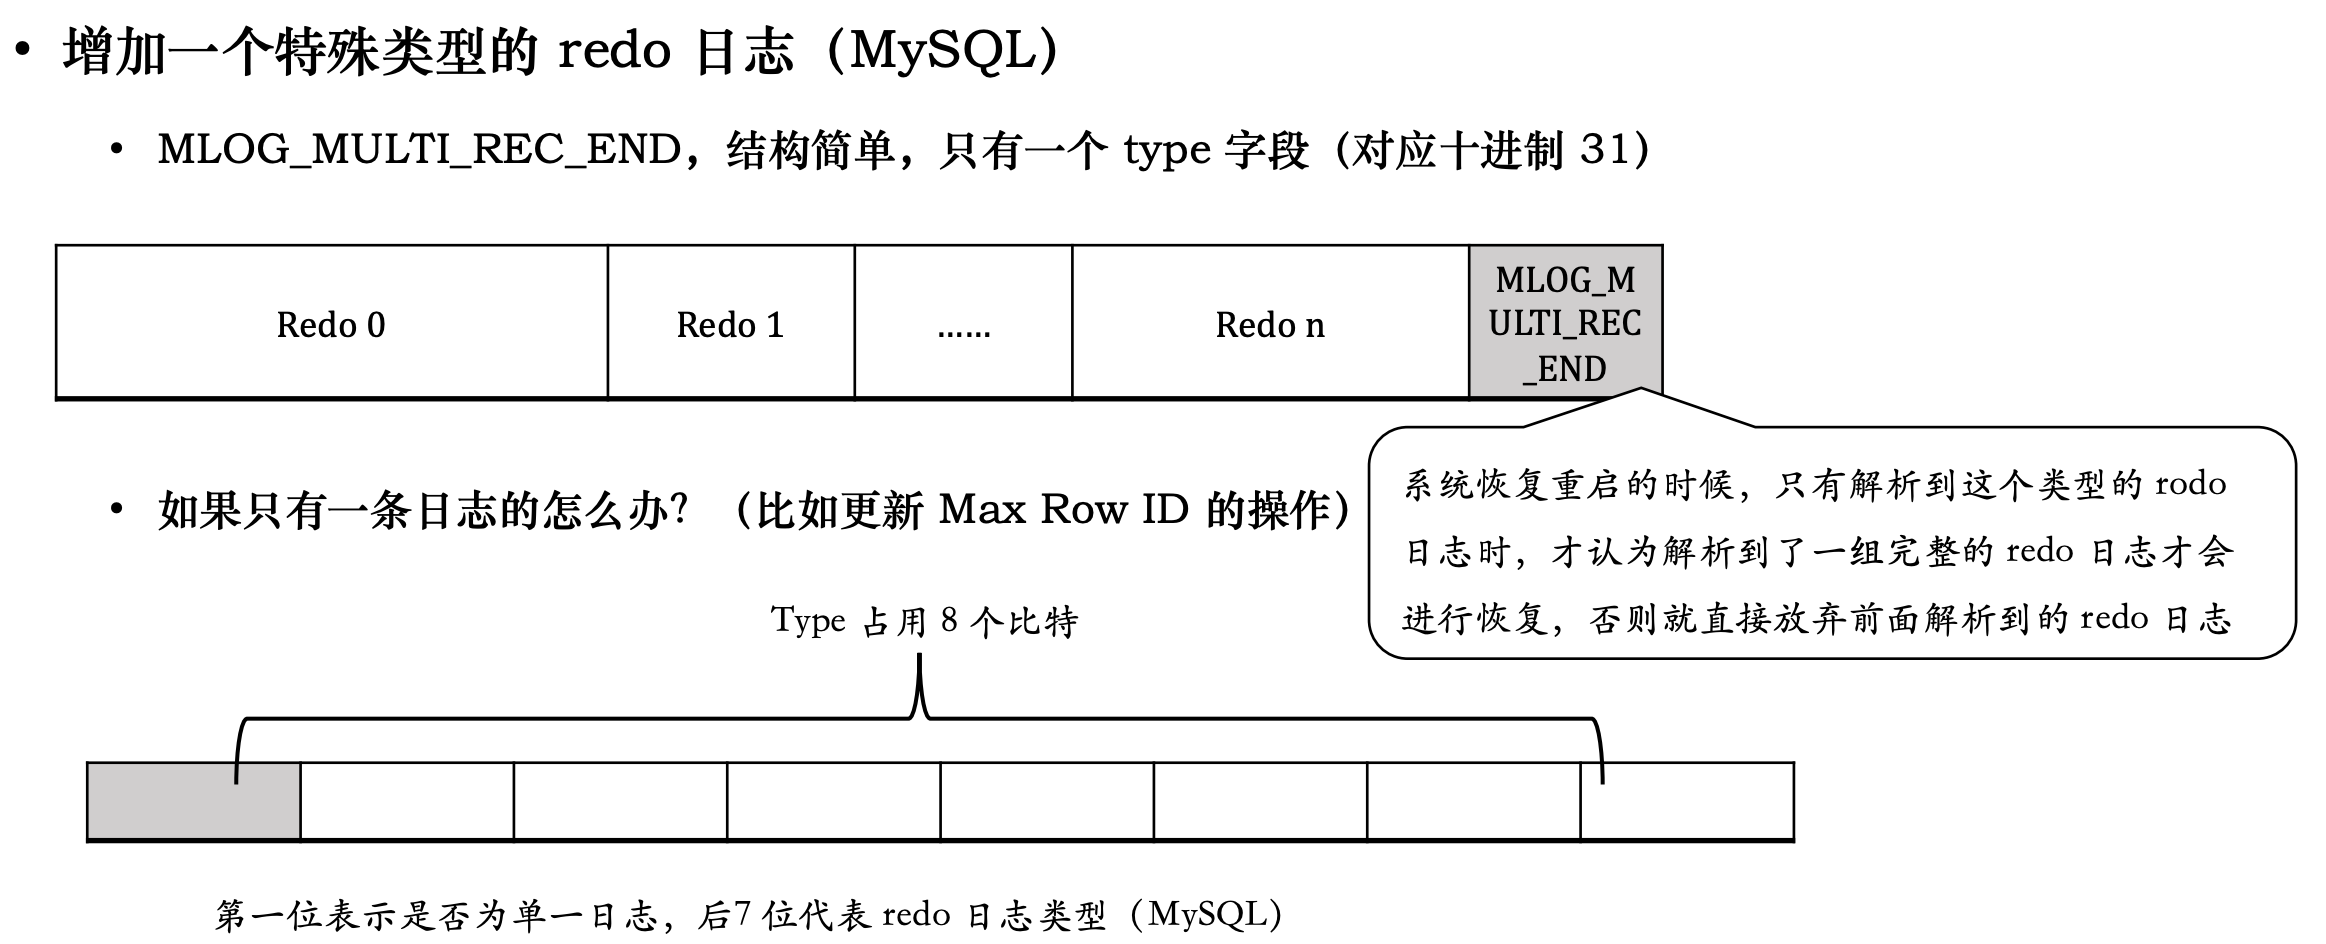 • 增加一个特殊类型的 redo 日志（MySQL）
• MLOG_MULTI_REC_END，结构简单，只有一个 type 字段（对应十进制 31）
Redo 0
Redo 1
......
Redo n
MLOG_M
ULTI_REC
_END
• 如果只有一条日志的怎么办？（比如更新 Max Row ID 的操作）
系统恢复重启的时候，只有解析到这个类型的 rodo
日志时，才认为解析到了一组完整的 redo 日志才会
进行恢复，否则就直接放弃前面解析到的 redo 日志
Type 占用 8 个比特
第一位表示是否为单一日志，后7 位代表 redo 日志类型（MySQL）